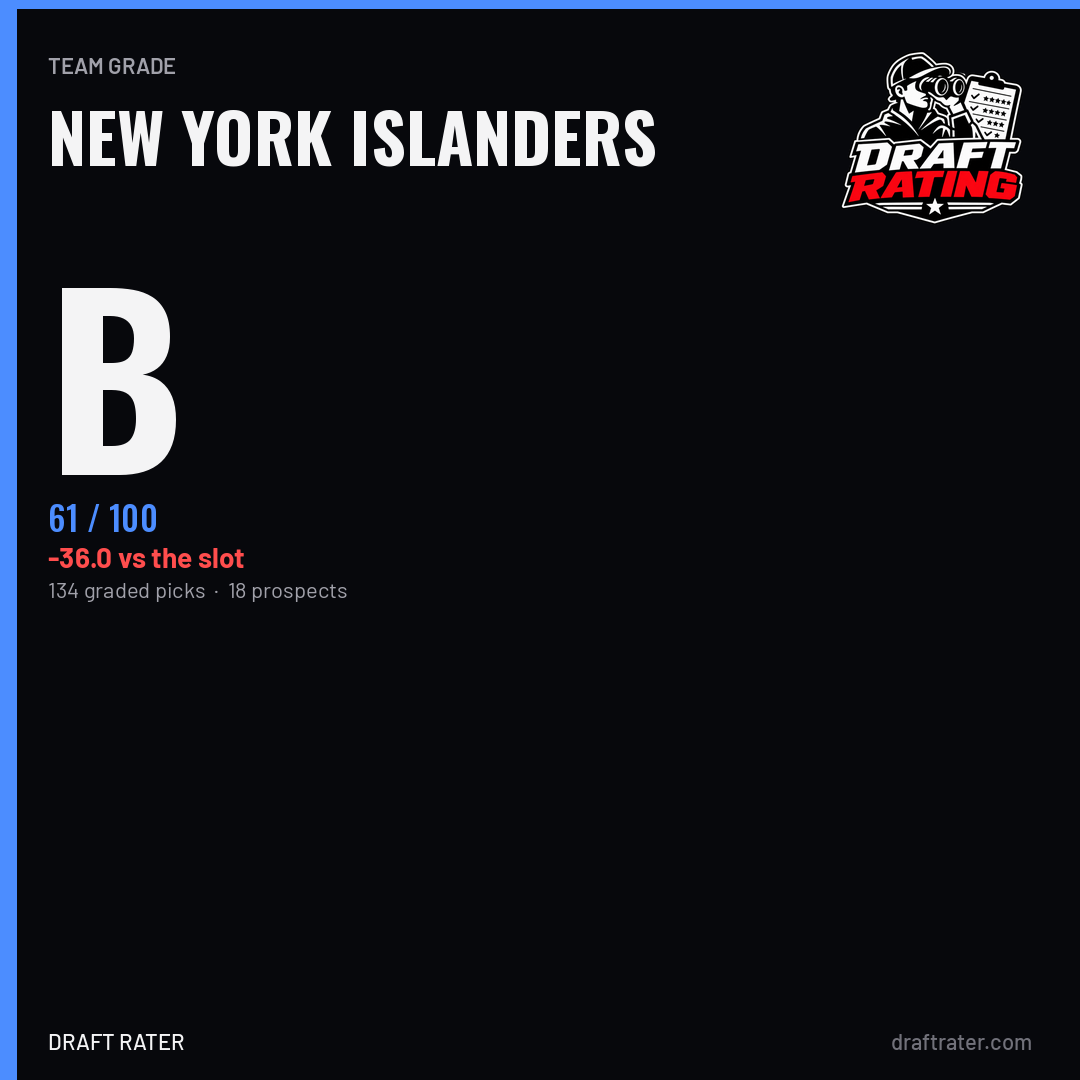 TEAM GRADE
NEW YORK ISLANDERS
DRAFT
RATING
B
61 / 100
-36.0 vs the slot
134 graded picks · 18 prospects
DRAFT RATER
draftrater.com